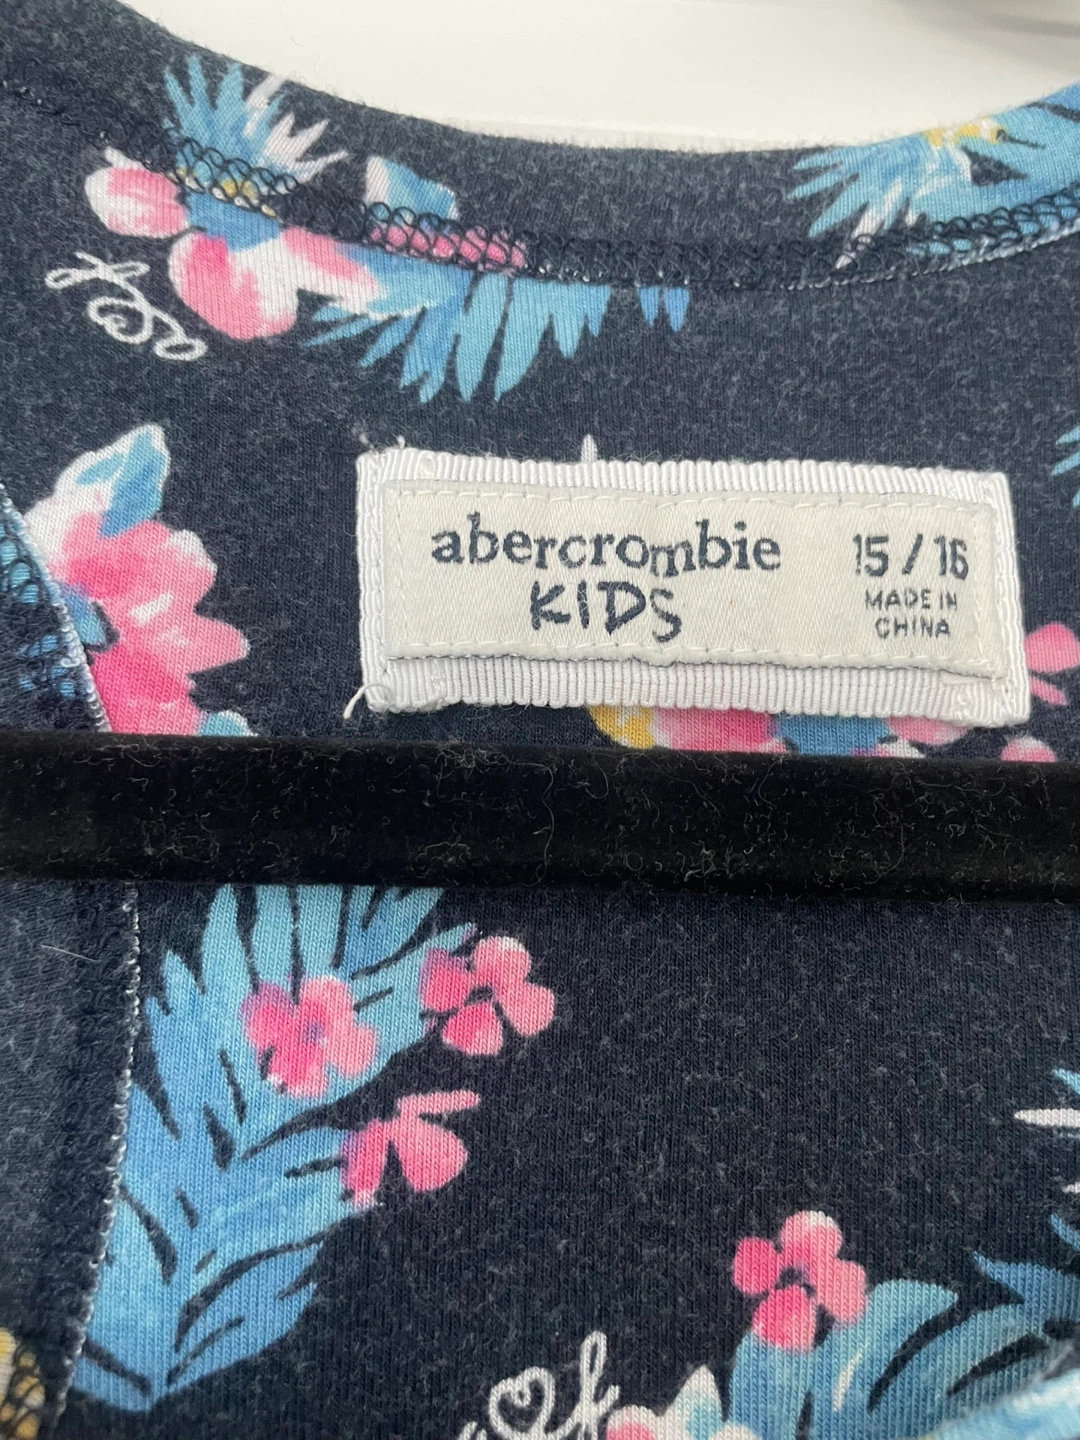 abercrombie
KIDS
15 / 16
MADE IN
CHINA